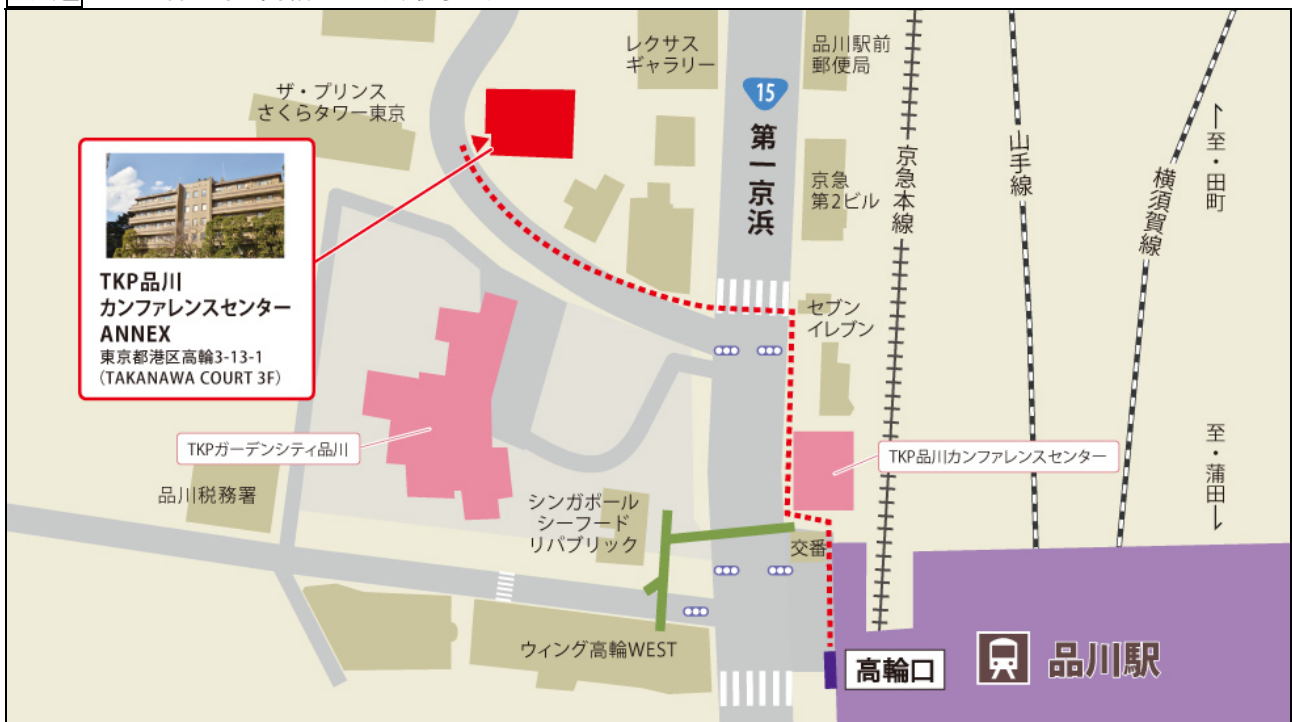 レクサス
ギャラリー
品川駅前
郵便局
ザ・プリンス
さくらタワー東京
15
第一京浜
京急
第2ビル
京急本線
山手線
横須賀線
至・田町
TKP品川
カンファレンスセンター
ANNEX
東京都港区高輪3-13-1
(TAKANAWA COURT 3F)
セブン
イレブン
TKPガーデンシティ品川
TKP品川カンファレンスセンター
至・蒲田
品川税務署
シンガポール
シーフード
リパブリック
交番
ウィング高輪WEST
高輪口
品川駅